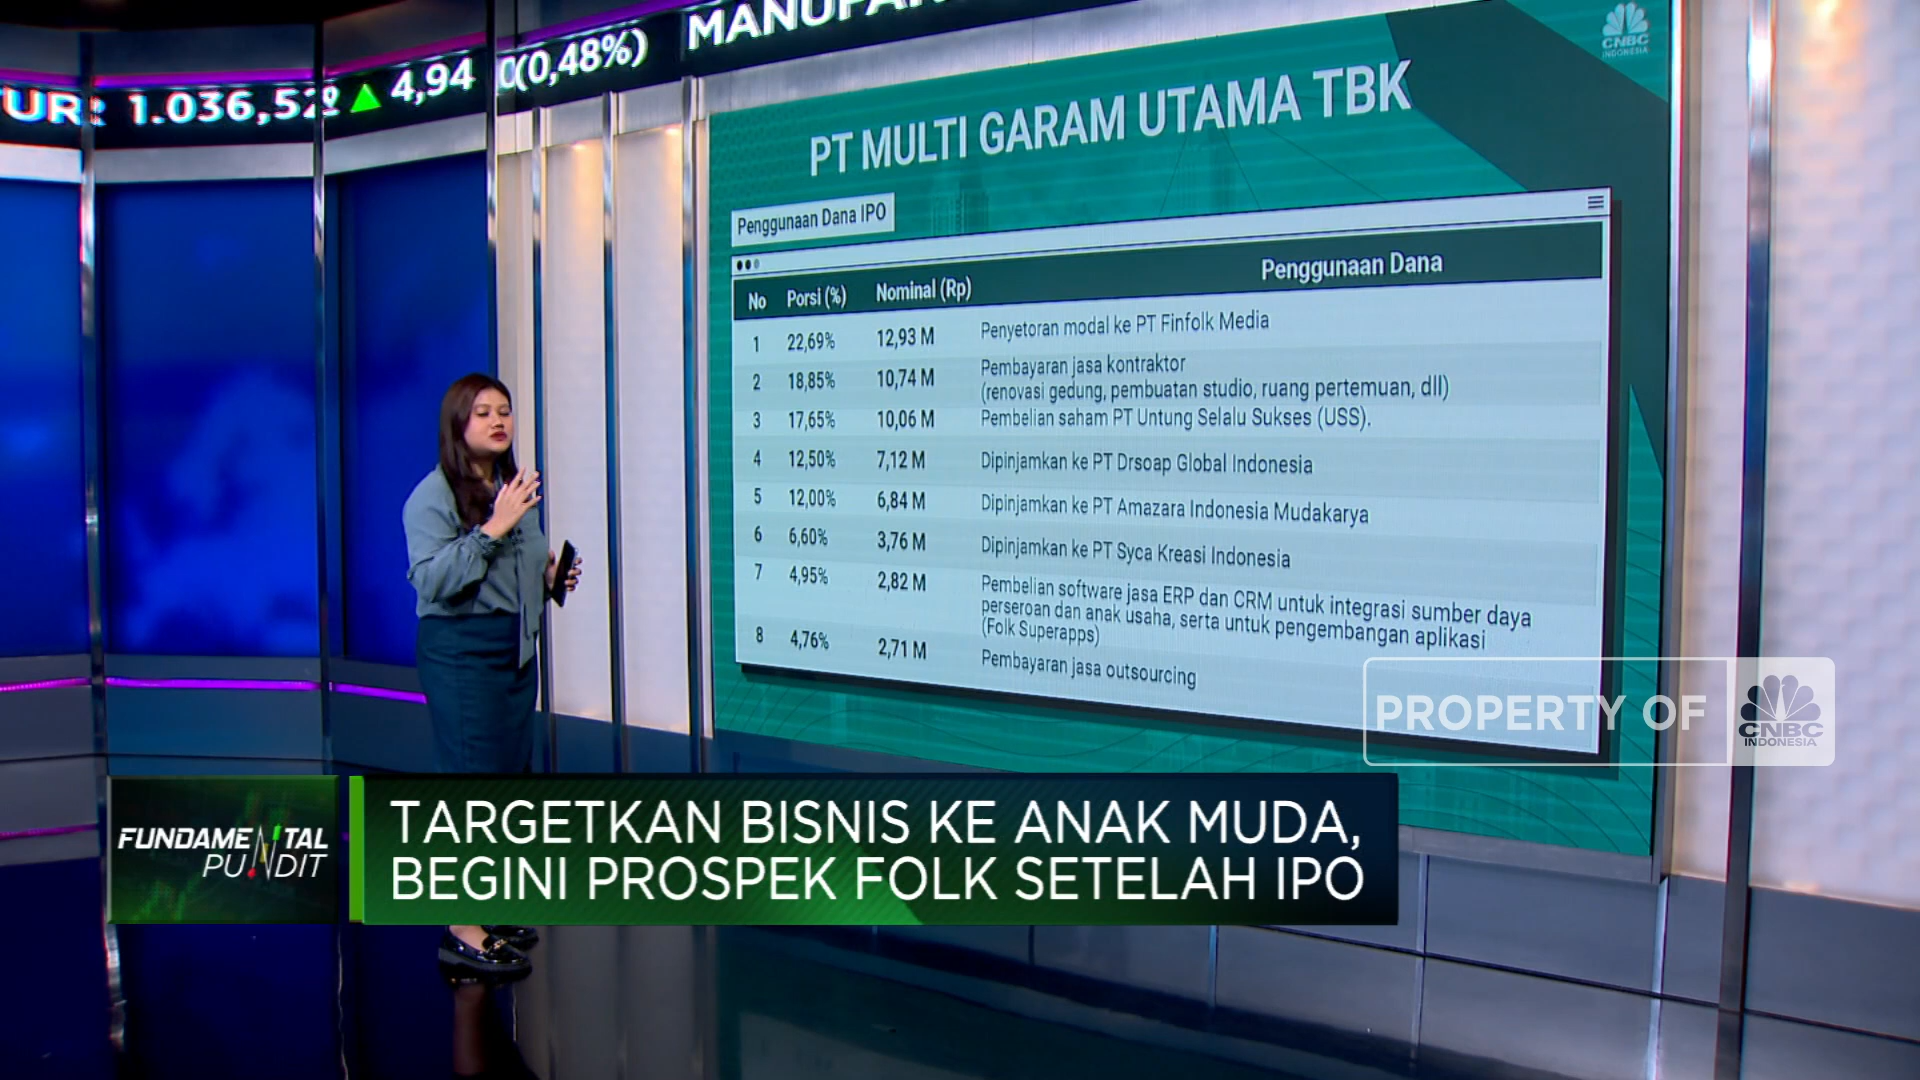 TUR: 1.036,52 ▲ 4,94 (0,48%)
CNBC
INDONESIA
PT MULTI GARAM UTAMA TBK
Penggunaan Dana IPO
No Porsi (%) Nominal (Rp) Penggunaan Dana
1 22,69% 12,93 M Penyetoran modal ke PT Finfolk Media
2 18,85% 10,74 M Pembayaran jasa kontraktor
(renovasi gedung, pembuatan studio, ruang pertemuan, dll)
3 17,65% 10,06 M Pembelian saham PT Untung Selalu Sukses (USS).
4 12,50% 7,12 M Dipinjamkan ke PT Drsoap Global Indonesia
5 12,00% 6,84 M Dipinjamkan ke PT Amazara Indonesia Mudakarya
6 6,60% 3,76 M Dipinjamkan ke PT Syca Kreasi Indonesia
7 4,95% 2,82 M Pembelian software jasa ERP dan CRM untuk integrasi sumber daya
perseroan dan anak usaha, serta untuk pengembangan aplikasi
(Folk Superapps)
8 4,76% 2,71 M Pembayaran jasa outsourcing
PROPERTY OF CNBC
INDONESIA
FUNDAMENTAL
PUNDIT
TARGETKAN BISNIS KE ANAK MUDA,
BEGINI PROSPEK FOLK SETELAH IPO